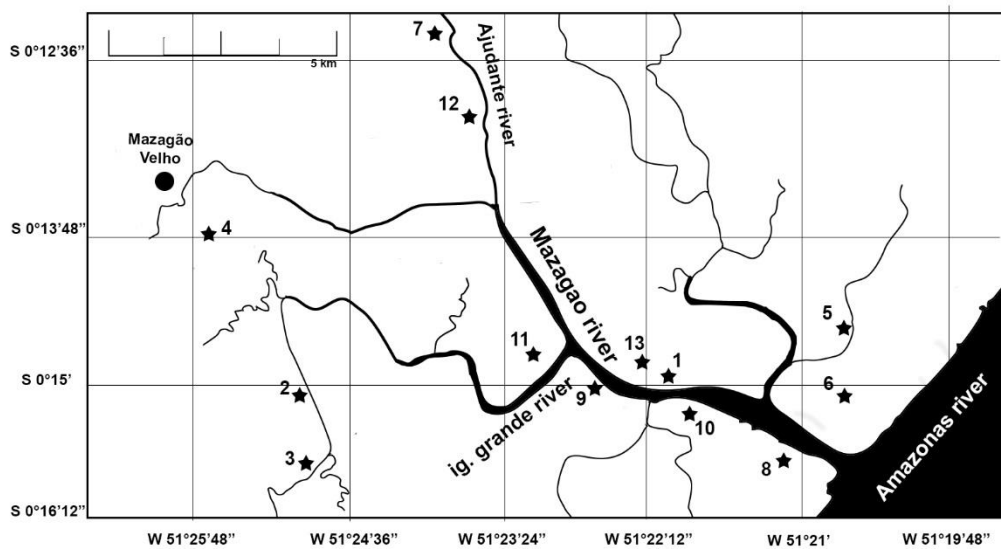 7
S 0°12'36"
5 km
Ajudante river
12
Mazagão
Velho
4
S 0°13'48"
Mazagao river
5
11
13
1
S 0°15'
2
9
6
ig. grande river
10
3
8
Amazonas river
S 0°16'12"
W 51°25'48" W 51°24'36" W 51°23'24" W 51°22'12" W 51°21' W 51°19'48"